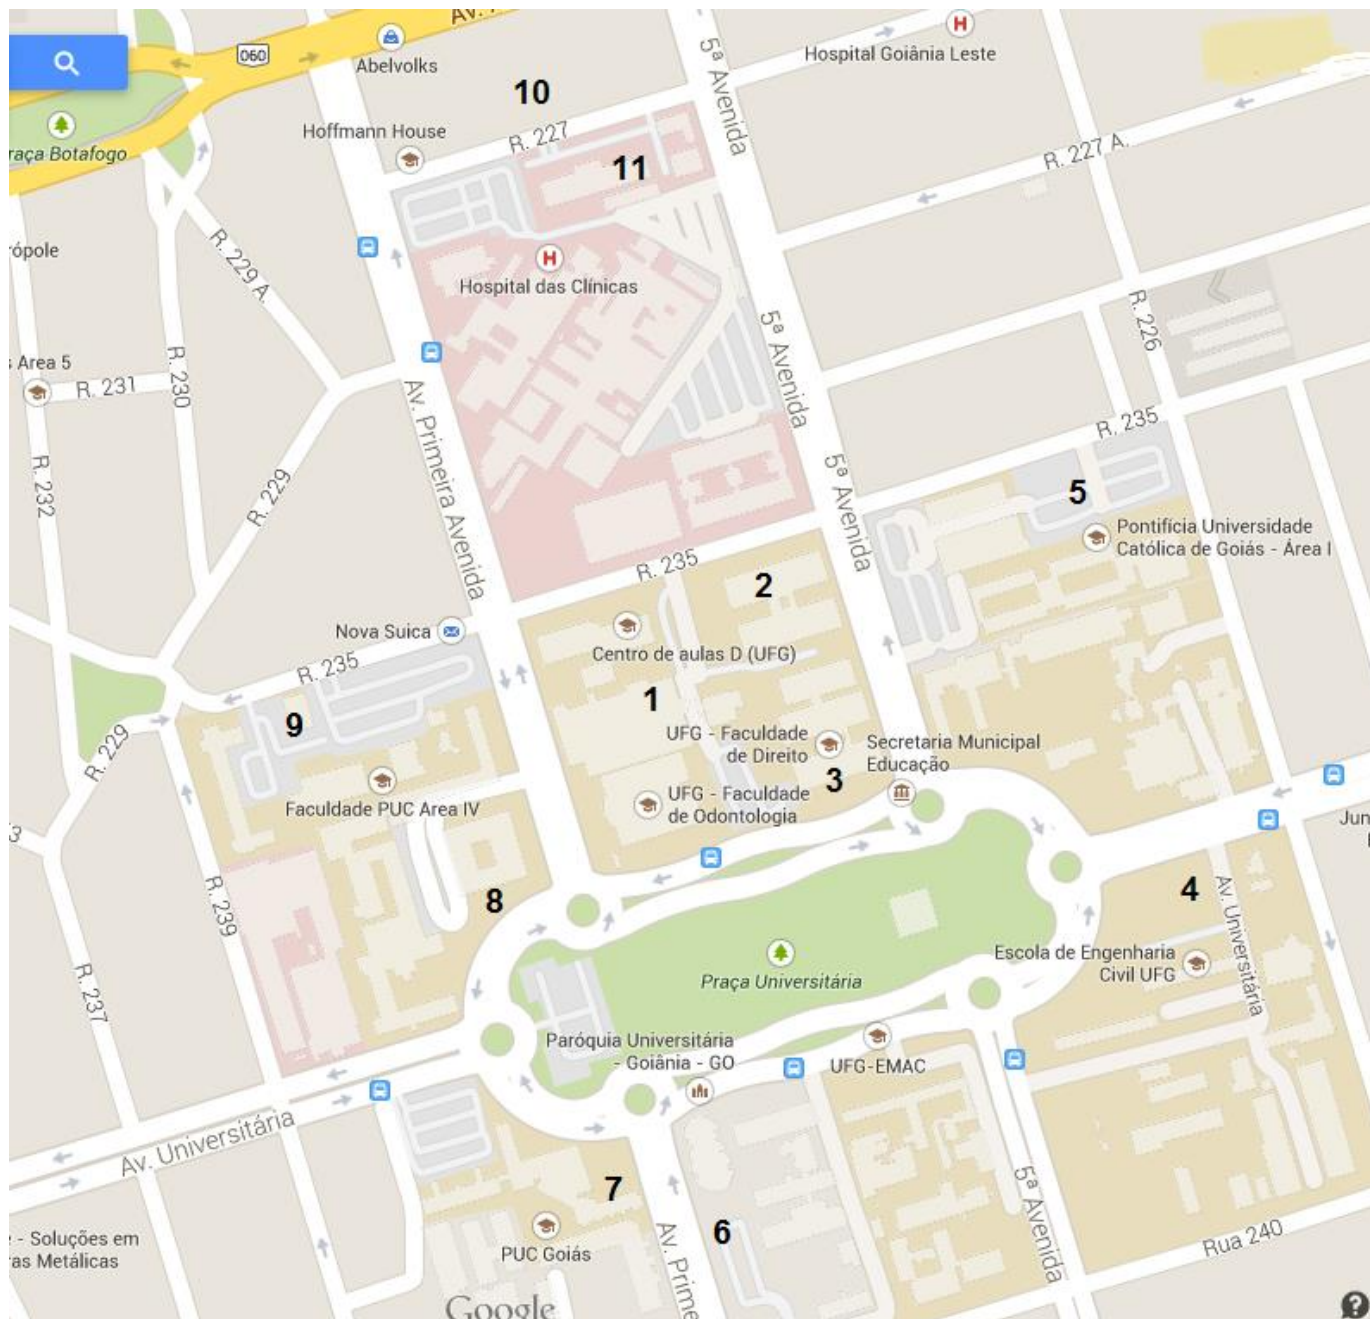 060
Abelvolks
5ª Avenida
Hospital Goiânia Leste
10
Hoffmann House
R. 227
raça Botafogo
11
R. 227 A.
rópole
R. 229 A.
Hospital das Clínicas
5ª Avenida
R. 226
Area 5
R. 231
R. 230
Av. Primeira Avenida
R. 235
R. 232
R. 229
5ª Avenida
5
Pontifícia Universidade
Católica de Goiás - Área I
R. 235
2
Nova Suica
Centro de aulas D (UFG)
R. 235
1
9
UFG - Faculdade
de Direito
Secretaria Municipal
Educação
R. 229
3
Faculdade PUC Area IV
UFG - Faculdade
de Odontologia
Jun
8
4
R. 239
Av. Universitária
Escola de Engenharia
Civil UFG
R. 237
Praça Universitária
Paróquia Universitária
- Goiânia - GO
UFG-EMAC
Av. Universitária
7
5ª Avenida
6
- Soluções em
as Metálicas
PUC Goiás
Av. Prime
Rua 240
Google
?